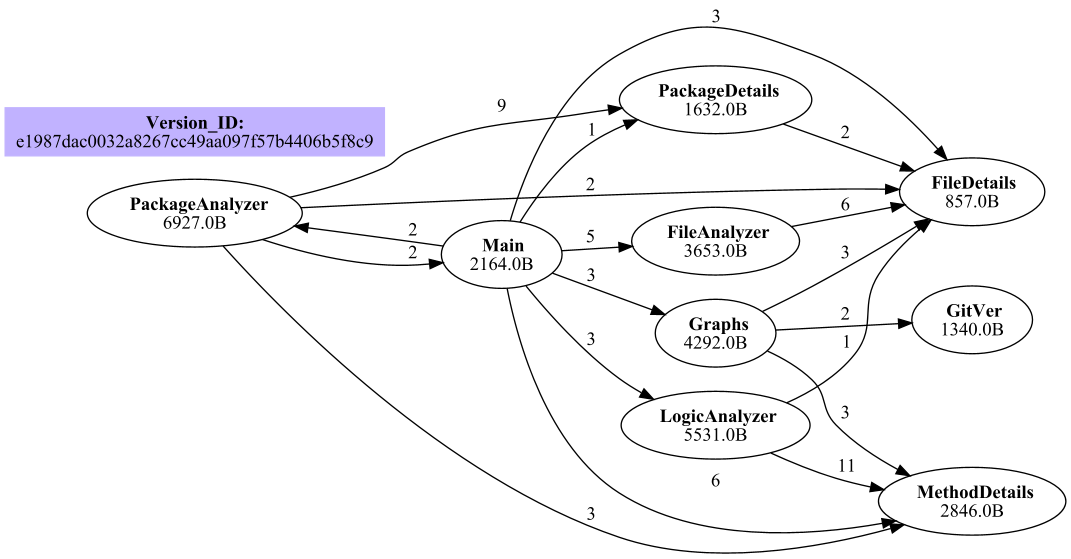 3
PackageDetails
1632.0B
9
Version_ID:
e1987dac0032a8267cc49aa097f57b4406b5f8c9
1
2
FileDetails
857.0B
2
PackageAnalyzer
6927.0B
6
FileAnalyzer
3653.0B
2
5
Main
2164.0B
2
3
3
Graphs
4292.0B
2
GitVer
1340.0B
3
1
LogicAnalyzer
5531.0B
3
11
6
MethodDetails
2846.0B
3